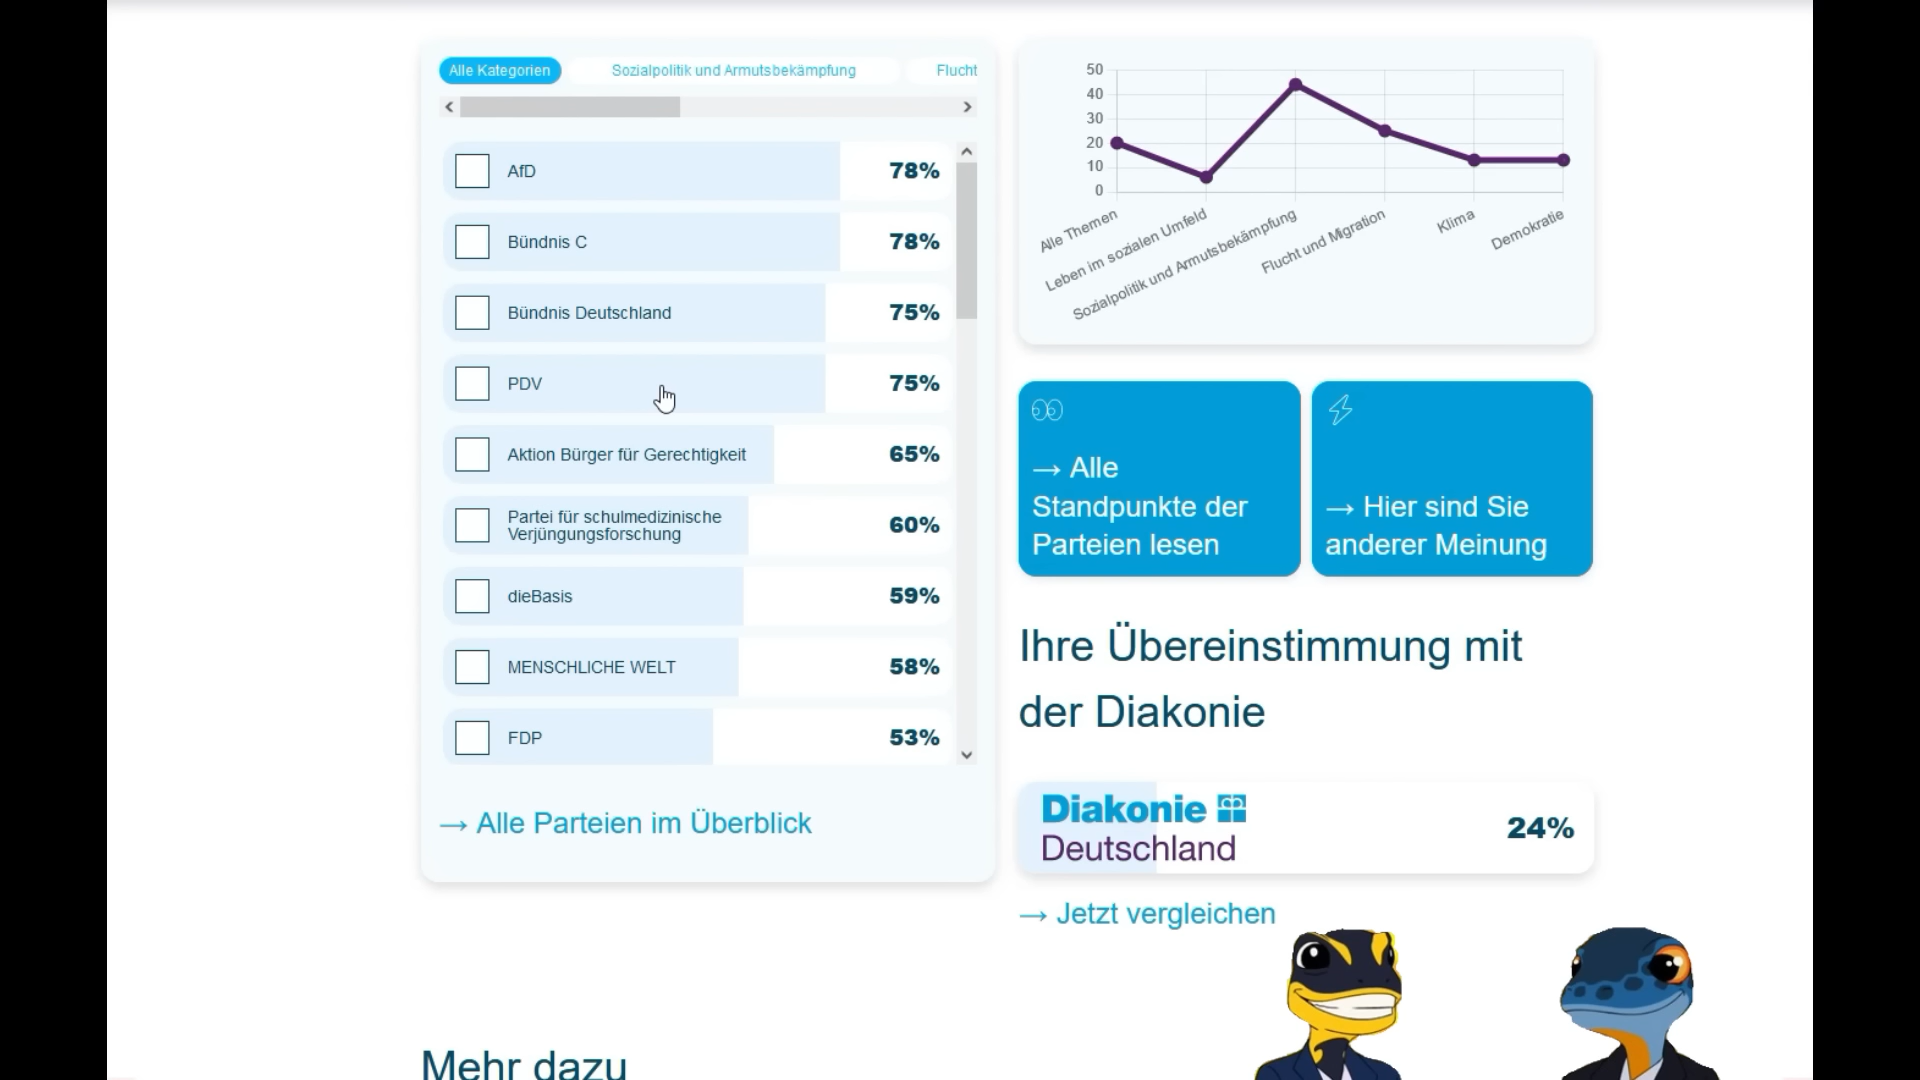 Alle Kategorien
Sozialpolitik und Armutsbekämpfung
Flucht
AfD
78%
Bündnis C
78%
Bündnis Deutschland
75%
PDV
75%
Aktion Bürger für Gerechtigkeit
65%
Partei für schulmedizinische
Verjüngungsforschung
60%
dieBasis
59%
MENSCHLICHE WELT
58%
FDP
53%
→ Alle Parteien im Überblick
50
40
30
20
10
0
Alle Themen
Leben im sozialen Umfeld
Sozialpolitik und Armutsbekämpfung
Flucht und Migration
Klima
Demokratie
→ Alle
Standpunkte der
Parteien lesen
→ Hier sind Sie
anderer Meinung
Ihre Übereinstimmung mit
der Diakonie
Diakonie
Deutschland
24%
→ Jetzt vergleichen
Mehr dazu